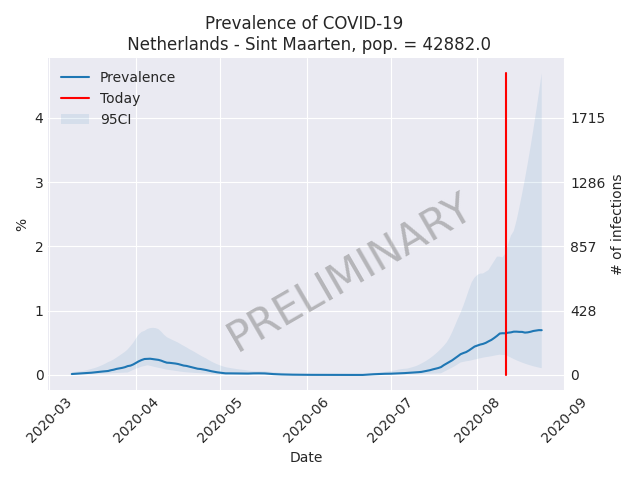 Prevalence of COVID-19
Netherlands - Sint Maarten, pop. = 42882.0
Prevalence
Today
95CI
4
3
2
1
0
%
1715
1286
857
428
0
# of infections
PRELIMINARY
2020-03
2020-04
2020-05
2020-06
2020-07
2020-08
2020-09
Date